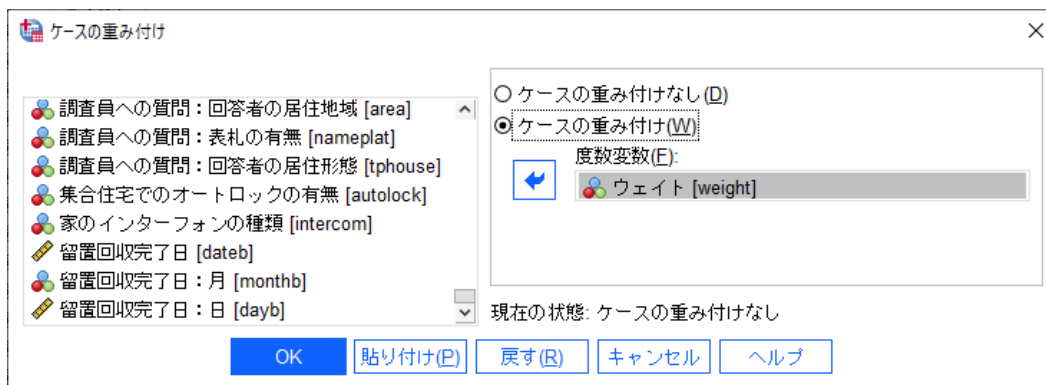 ケースの重み付け
調査員への質問：回答者の居住地域 [area]
調査員への質問：表札の有無 [nameplat]
調査員への質問：回答者の居住形態 [tphouse]
集合住宅でのオートロックの有無 [autolock]
家のインターフォンの種類 [intercom]
留置回収完了日 [dateb]
留置回収完了日：月 [monthb]
留置回収完了日：日 [dayb]
ケースの重み付けなし(D)
ケースの重み付け(W)
度数変数(F):
ウェイト [weight]
現在の状態: ケースの重み付けなし
OK 貼り付け(P) 戻す(R) キャンセル ヘルプ